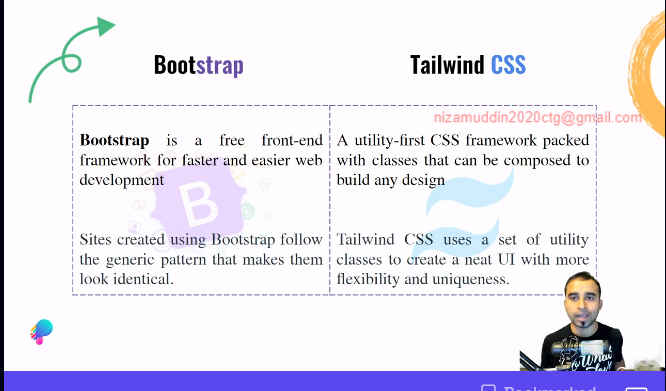 Bootstrap
Tailwind CSS
nizamuddin2020ctg@gmail.com
Bootstrap is a free front-end
framework for faster and easier web
development
A utility-first CSS framework packed
with classes that can be composed to
build any design
B
Sites created using Bootstrap follow
the generic pattern that makes them
look identical.
Tailwind CSS uses a set of utility
classes to create a neat UI with more
flexibility and uniqueness.